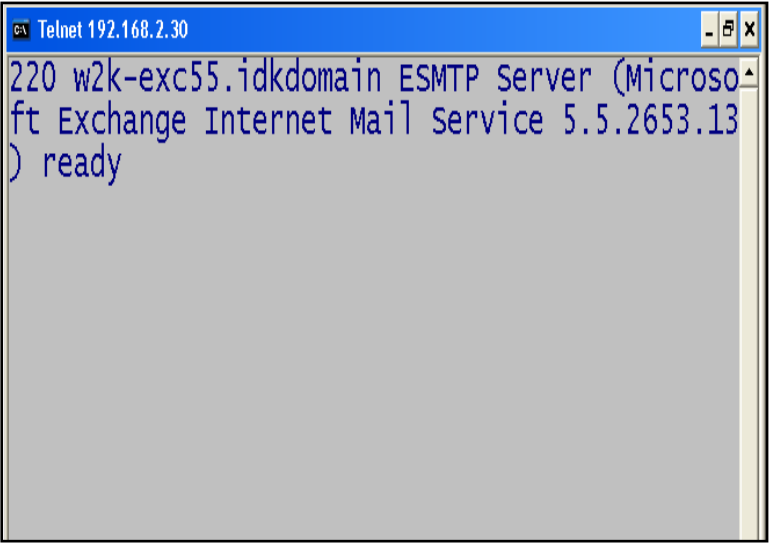 Telnet 192.168.2.30
220 w2k-exc55.idkdomain ESMTP Server (Microso
ft Exchange Internet Mail Service 5.5.2653.13
) ready